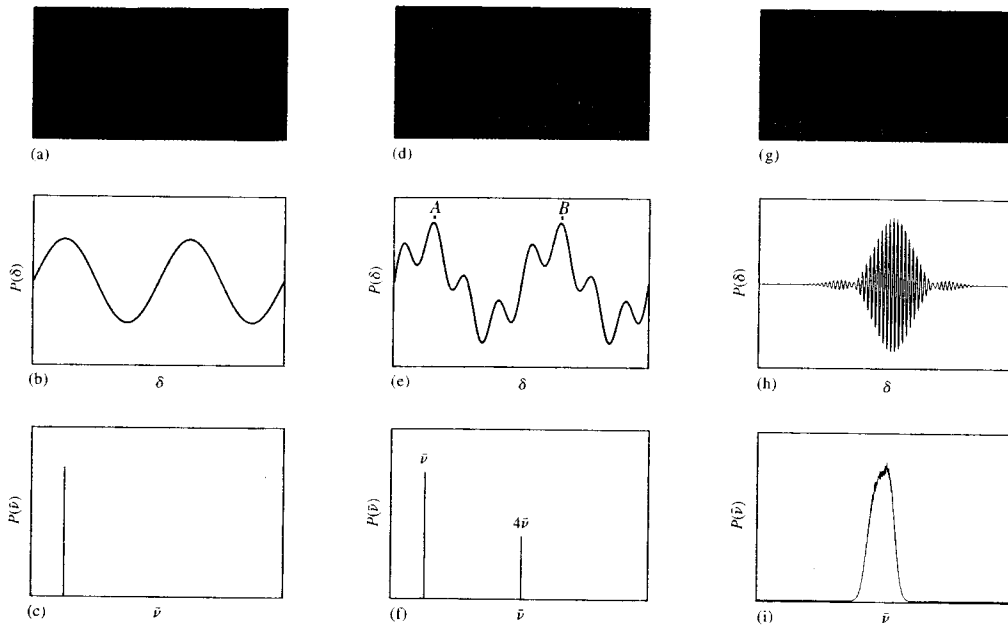 (a)
(d)
(g)
P(δ)
(b)
δ
A
B
P(δ)
(e)
δ
P(δ)
(h)
δ
P(ν̄)
(c)
ν̄
ν̄
4ν̄
P(ν̄)
(f)
ν̄
P(ν̄)
(i)
ν̄